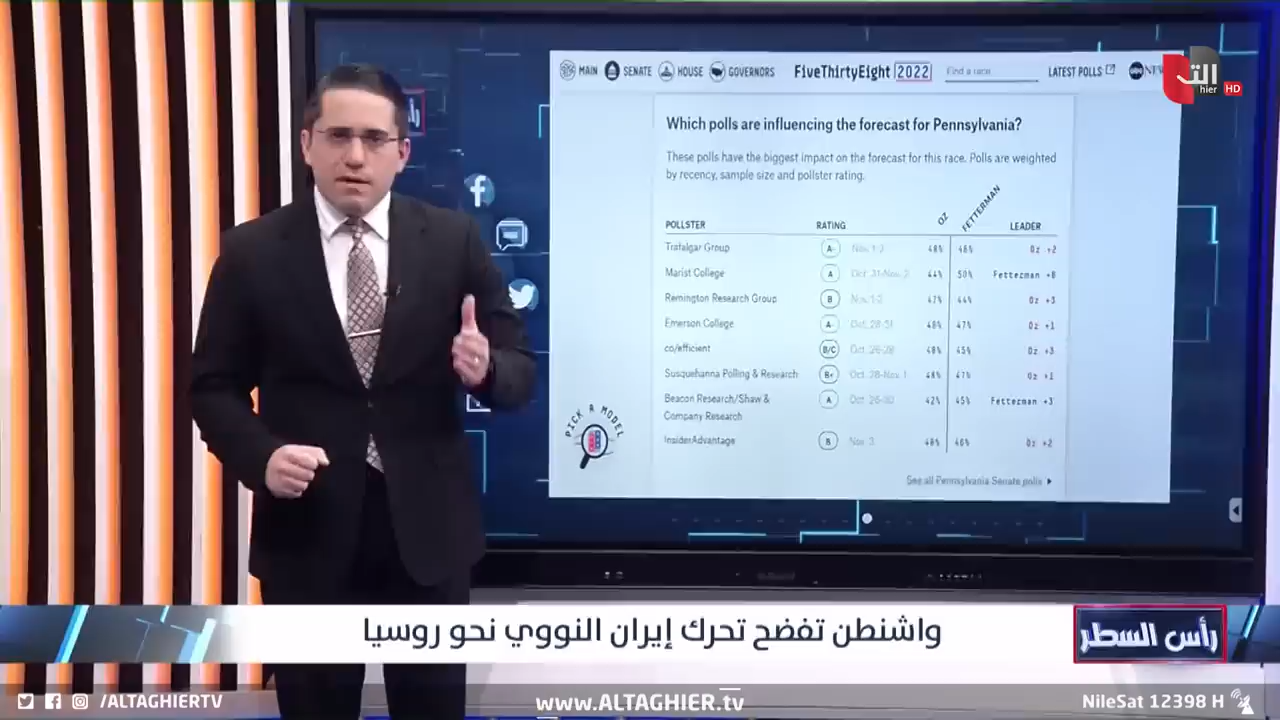 MAIN SENATE HOUSE GOVERNORS FiveThirtyEight 2022 Find a race LATEST POLLS abc NEW
الت
hier HD
Which polls are influencing the forecast for Pennsylvania?
These polls have the biggest impact on the forecast for this race. Polls are weighted
by recency, sample size and pollster rating.
POLLSTER RATING OZ FETTERMAN LEADER
Trafalgar Group A- Nov. 1-2 48% 46% Oz +2
Marist College A Oct. 31-Nov. 2 44% 50% Fetterman +6
Remington Research Group B Nov. 1-2 47% 44% Oz +3
Emerson College A- Oct. 28-31 48% 47% Oz +1
co/efficient B/C 48% 45% Oz +3
Susquehanna Polling & Research B+ Oct. 28-Nov. 1 48% 47% Oz +1
Beacon Research/Shaw &
Company Research A Oct. 26-30 42% 45% Fetterman +3
InsiderAdvantage B Nov. 3 48% 46% Oz +2
See all Pennsylvania Senate polls
PICK A MODEL
رأس السطر
واشنطن تفضح تحرك إيران النووي نحو روسيا
/ALTAGHIERTV
www.ALTAGHIER.tv
NileSat 12398 H